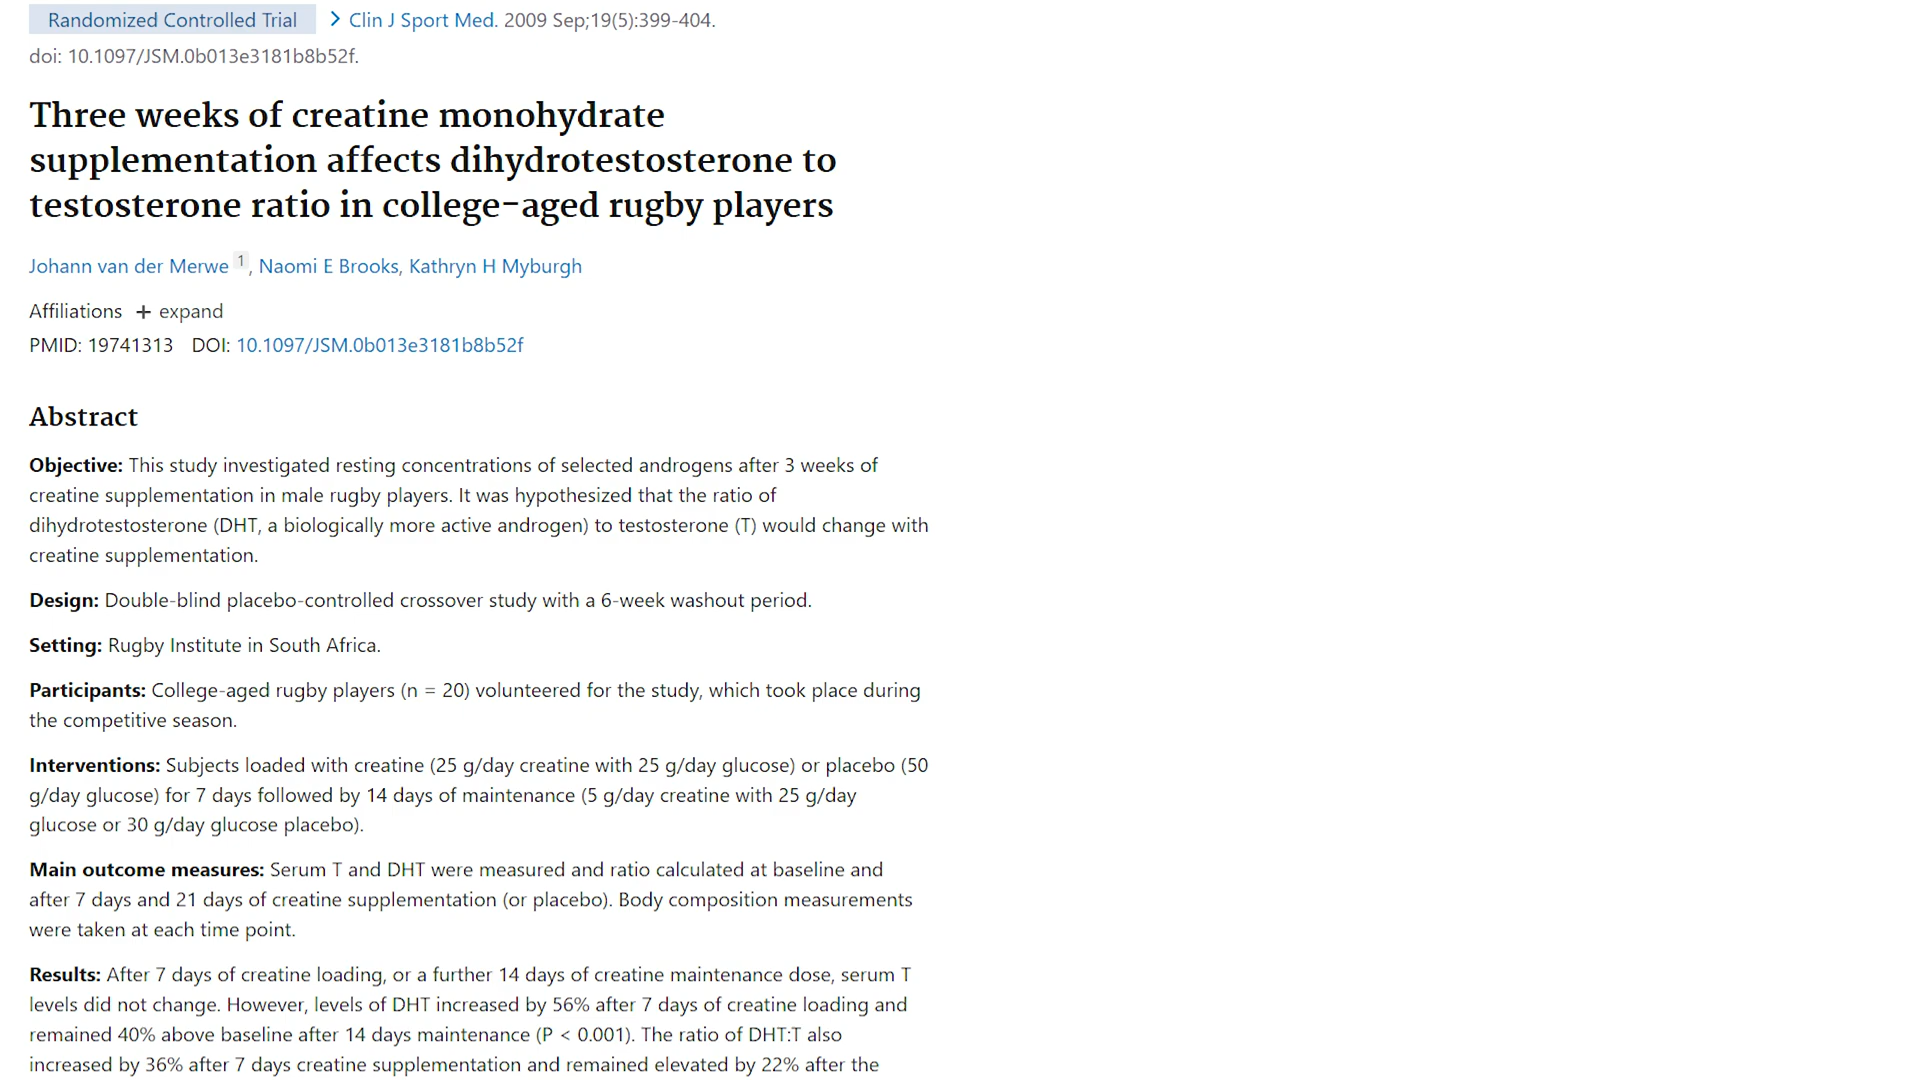 Randomized Controlled Trial > Clin J Sport Med. 2009 Sep;19(5):399-404.
doi: 10.1097/JSM.0b013e3181b8b52f.
Three weeks of creatine monohydrate
supplementation affects dihydrotestosterone to
testosterone ratio in college-aged rugby players
Johann van der Merwe 1, Naomi E Brooks, Kathryn H Myburgh
Affiliations + expand
PMID: 19741313 DOI: 10.1097/JSM.0b013e3181b8b52f
Abstract
Objective: This study investigated resting concentrations of selected androgens after 3 weeks of
creatine supplementation in male rugby players. It was hypothesized that the ratio of
dihydrotestosterone (DHT, a biologically more active androgen) to testosterone (T) would change with
creatine supplementation.
Design: Double-blind placebo-controlled crossover study with a 6-week washout period.
Setting: Rugby Institute in South Africa.
Participants: College-aged rugby players (n = 20) volunteered for the study, which took place during
the competitive season.
Interventions: Subjects loaded with creatine (25 g/day creatine with 25 g/day glucose) or placebo (50
g/day glucose) for 7 days followed by 14 days of maintenance (5 g/day creatine with 25 g/day
glucose or 30 g/day glucose placebo).
Main outcome measures: Serum T and DHT were measured and ratio calculated at baseline and
after 7 days and 21 days of creatine supplementation (or placebo). Body composition measurements
were taken at each time point.
Results: After 7 days of creatine loading, or a further 14 days of creatine maintenance dose, serum T
levels did not change. However, levels of DHT increased by 56% after 7 days of creatine loading and
remained 40% above baseline after 14 days maintenance (P < 0.001). The ratio of DHT:T also
increased by 36% after 7 days creatine supplementation and remained elevated by 22% after the